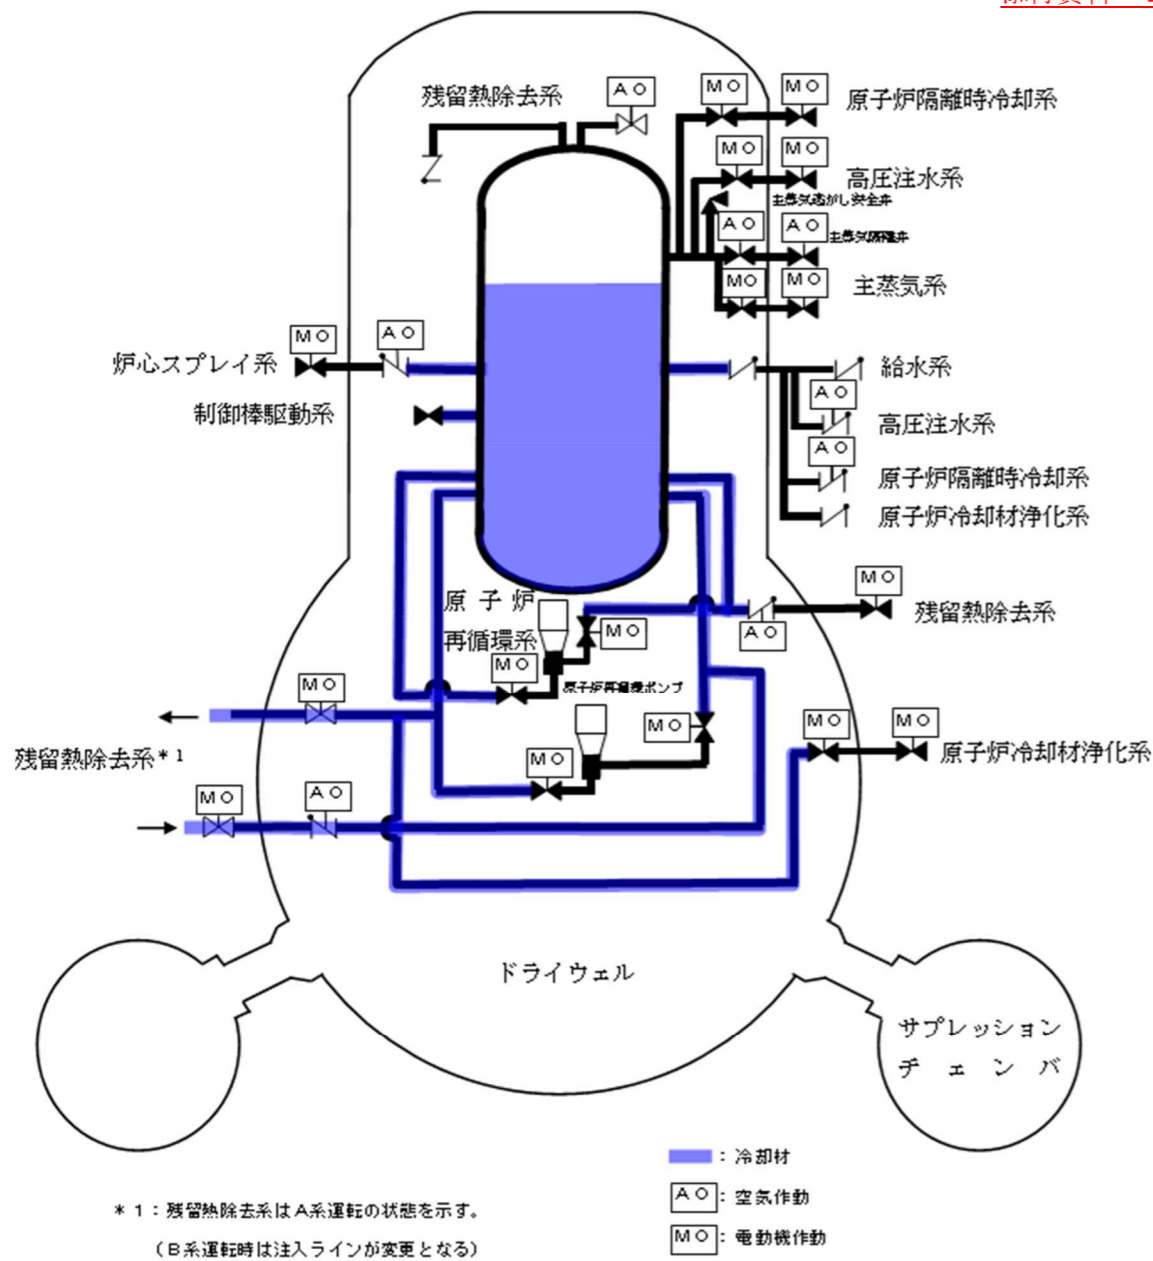 残留熱除去系
AO
MO
MO
原子炉隔離時冷却系
MO
MO
高圧注水系
主蒸気逃がし安全弁
AO
AO
主蒸気隔離弁
MO
MO
主蒸気系
MO
AO
炉心スプレイ系
制御棒駆動系
給水系
AO
高圧注水系
AO
原子炉隔離時冷却系
原子炉冷却材浄化系
MO
残留熱除去系
AO
原子炉
再循環系
MO
MO
原子炉再循環ポンプ
MO
MO
MO
残留熱除去系*1
MO
AO
MO
MO
原子炉冷却材浄化系
ドライウェル
サプレッション
チェンバ
:冷却材
AO:空気作動
MO:電動機作動
*1:残留熱除去系はA系運転の状態を示す。
(B系運転時は注入ラインが変更となる)